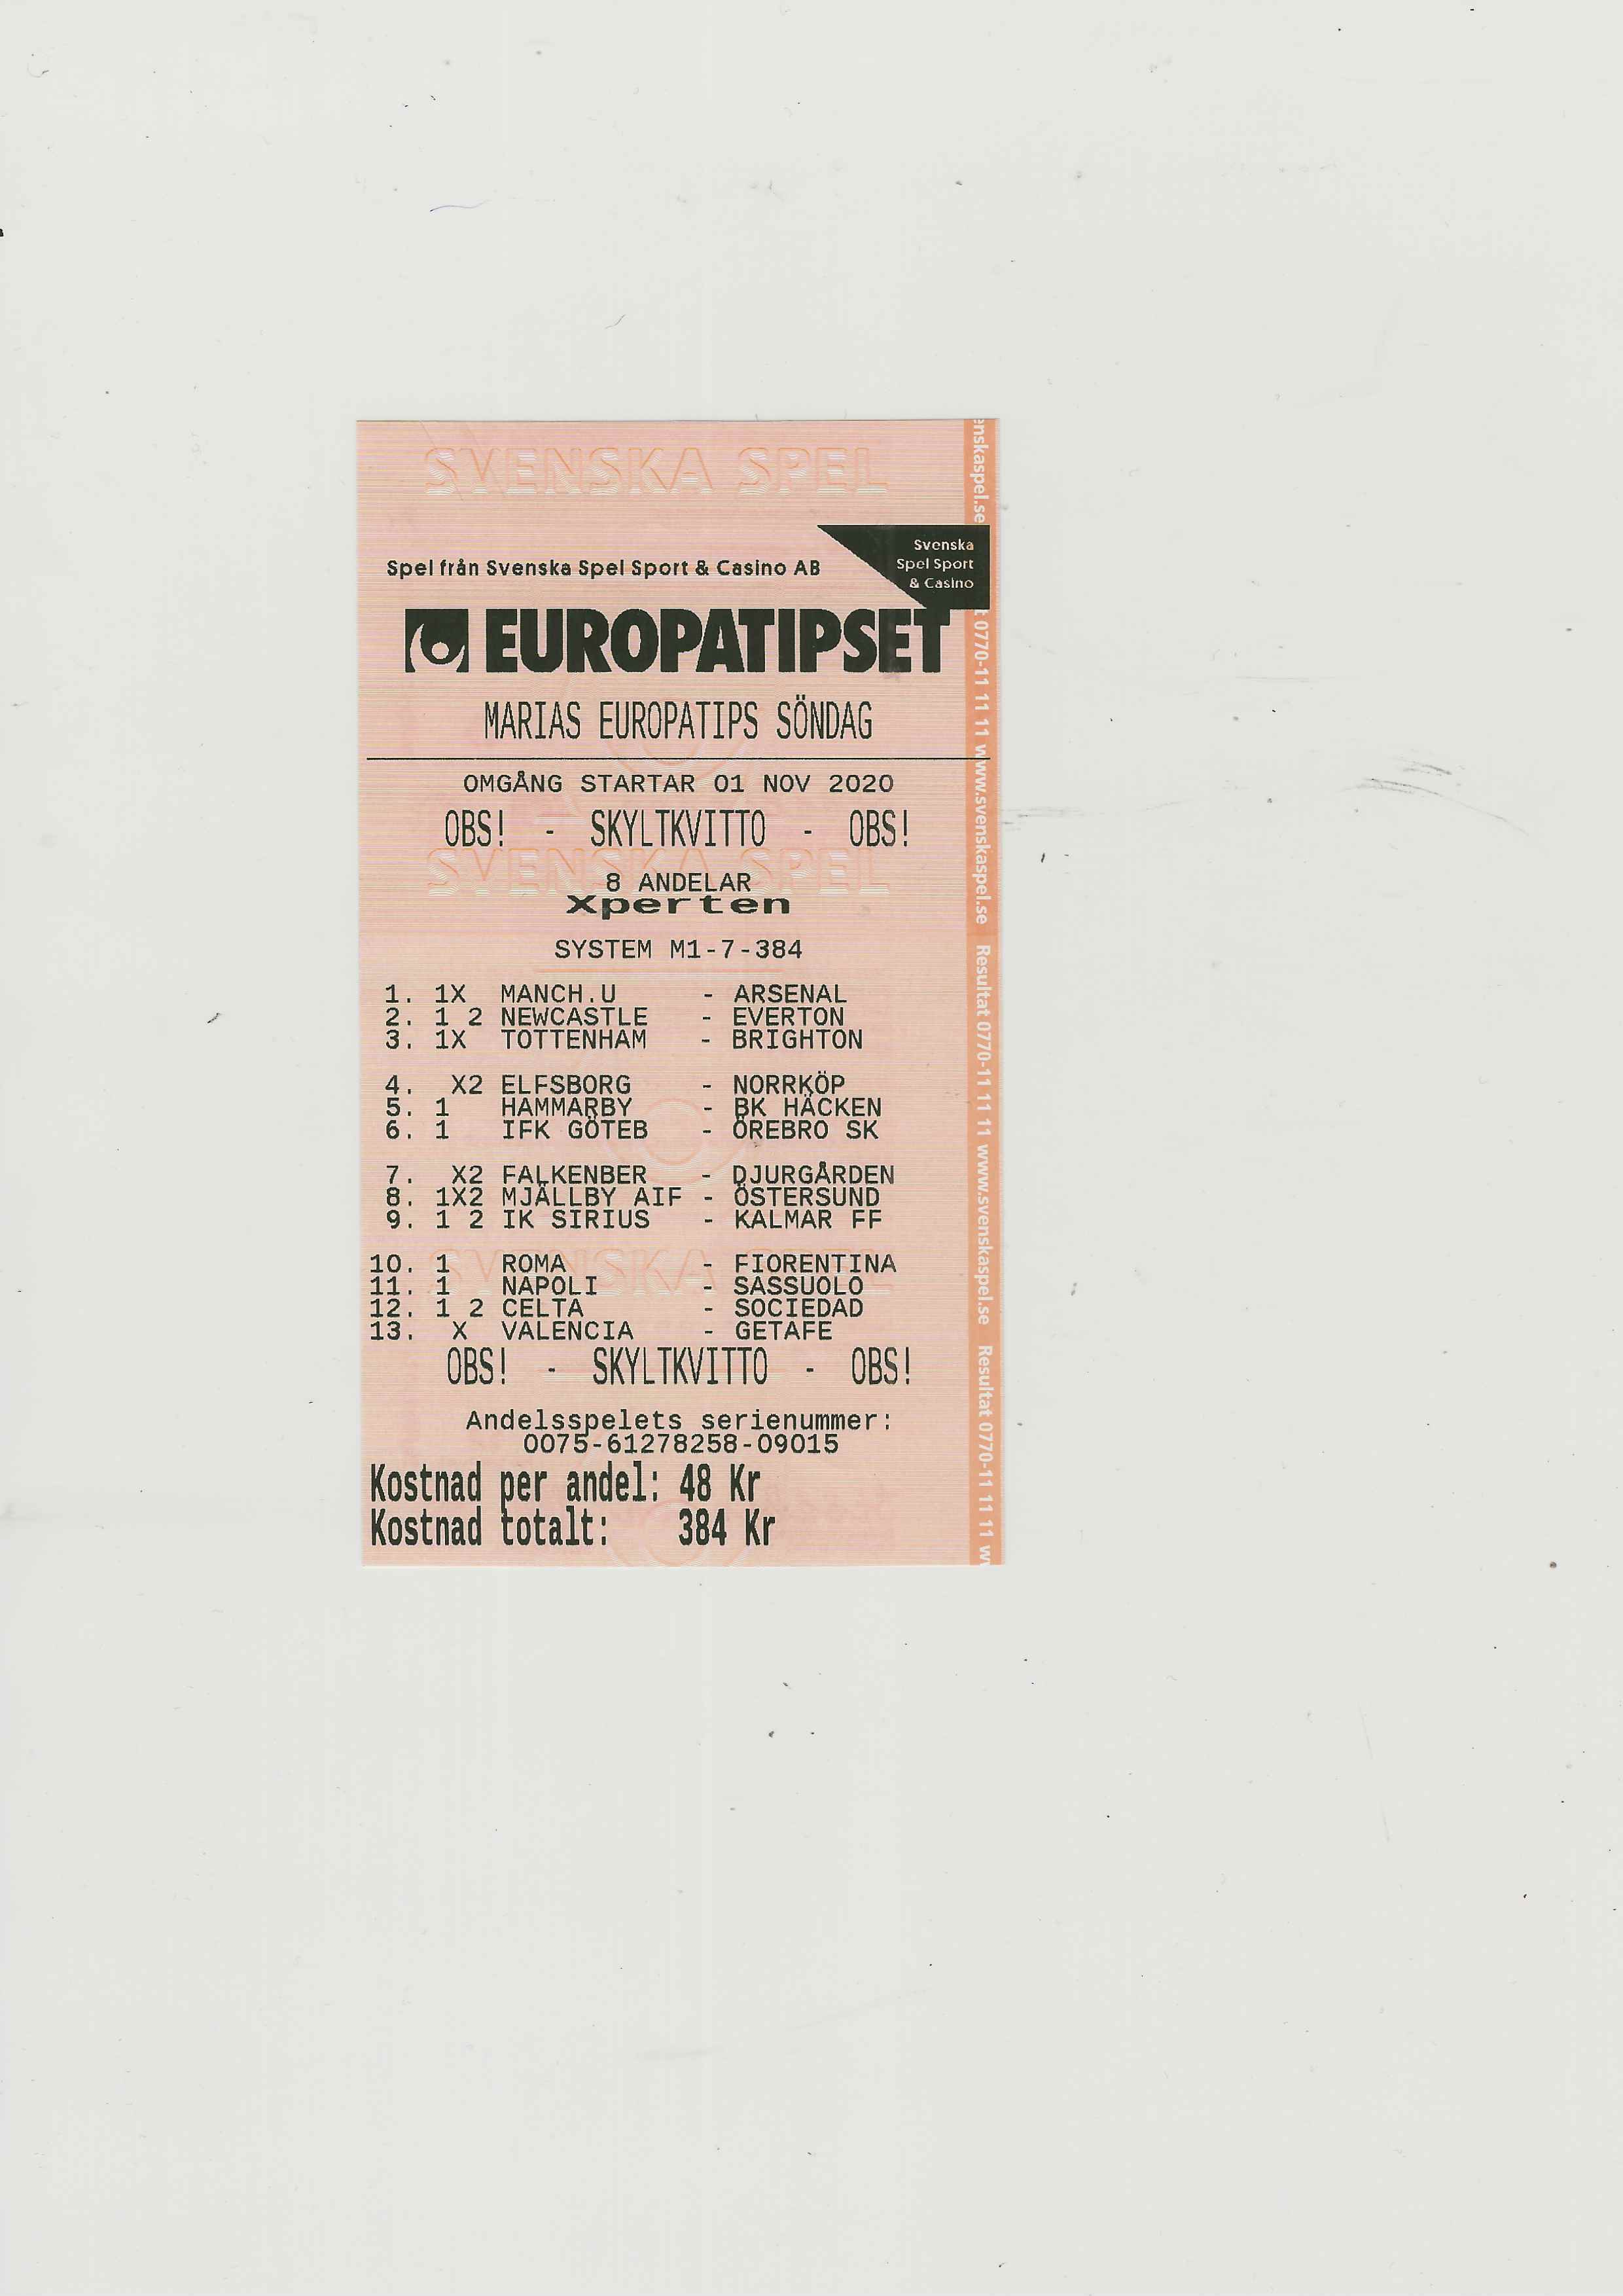 SVENSKA SPEL
Svenska
Spel Sport
& Casino
Spel från Svenska Spel Sport & Casino AB
EUROPATIPSET
MARIAS EUROPATIPS SÖNDAG
OMGÅNG STARTAR 01 NOV 2020
OBS! - SKYLTKVITTO - OBS!
SVENSKA SPEL
8 ANDELAR
Xperten
SYSTEM M1-7-384
1. 1X MANCH.U - ARSENAL
2. 1 2 NEWCASTLE - EVERTON
3. 1X TOTTENHAM - BRIGHTON
4. X2 ELFSBORG - NORRKÖP
5. 1 HAMMARBY - BK HÄCKEN
6. 1 IFK GÖTEB - ÖREBRO SK
7. X2 FALKENBER - DJURGÅRDEN
8. 1X2 MJÄLLBY AIF - ÖSTERSUND
9. 1 2 IK SIRIUS - KALMAR FF
SVENSKA SPEL
10. 1 ROMA - FIORENTINA
11. 1 NAPOLI - SASSUOLO
12. 1 2 CELTA - SOCIEDAD
13. X VALENCIA - GETAFE
OBS! - SKYLTKVITTO - OBS!
Andelsspelets serienummer:
0075-61278258-09015
Kostnad per andel: 48 Kr
Kostnad totalt: 384 Kr
enskaspel.se t 0770-11 11 11 www.svenskaspel.se Resultat 0770-11 11 11 www.svenskaspel.se Resultat 0770-11 11 11 w